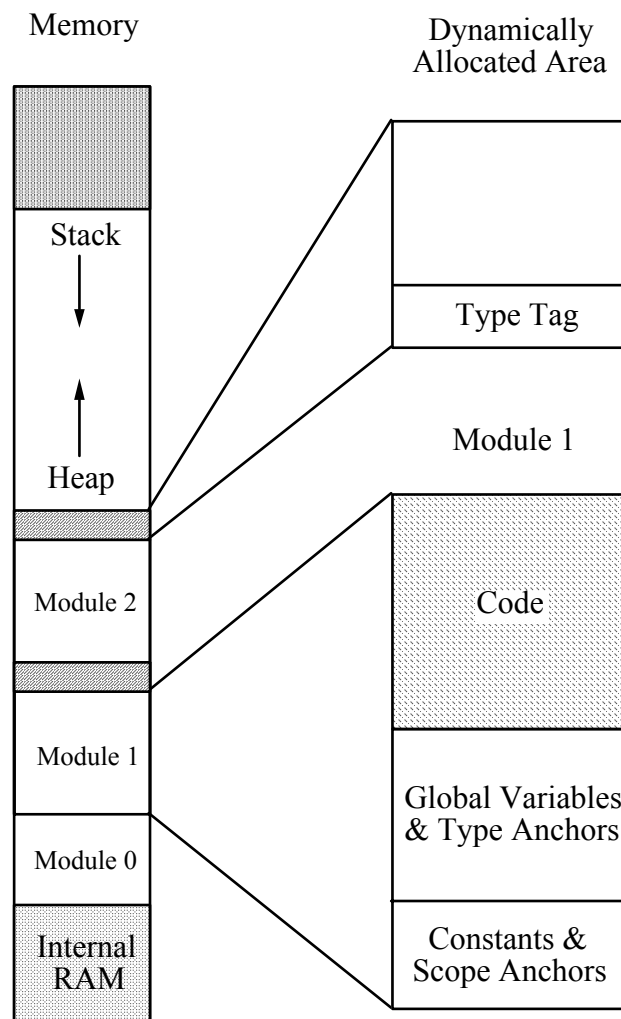 Memory
Stack
Heap
Module 2
Module 1
Module 0
Internal
RAM
Dynamically
Allocated Area
Type Tag
Module 1
Code
Global Variables
& Type Anchors
Constants &
Scope Anchors